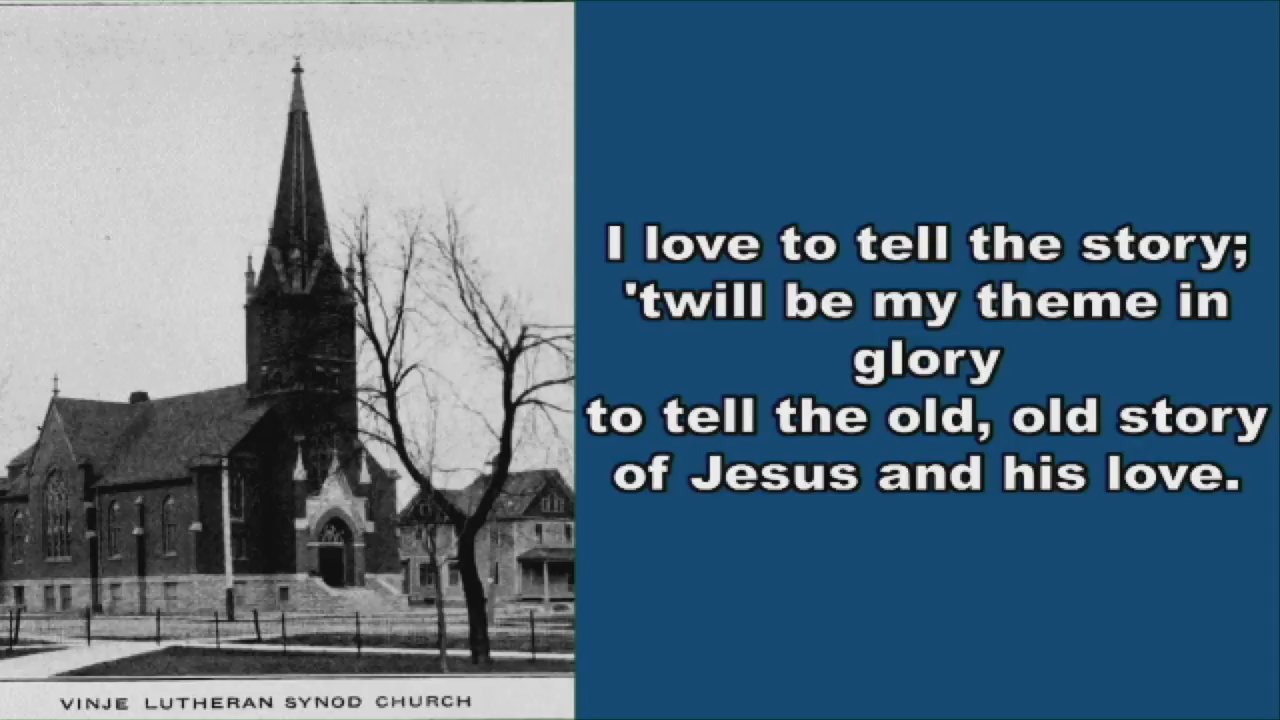 I love to tell the story;
'twill be my theme in
glory
to tell the old, old story
of Jesus and his love.
VINJE LUTHERAN SYNOD CHURCH